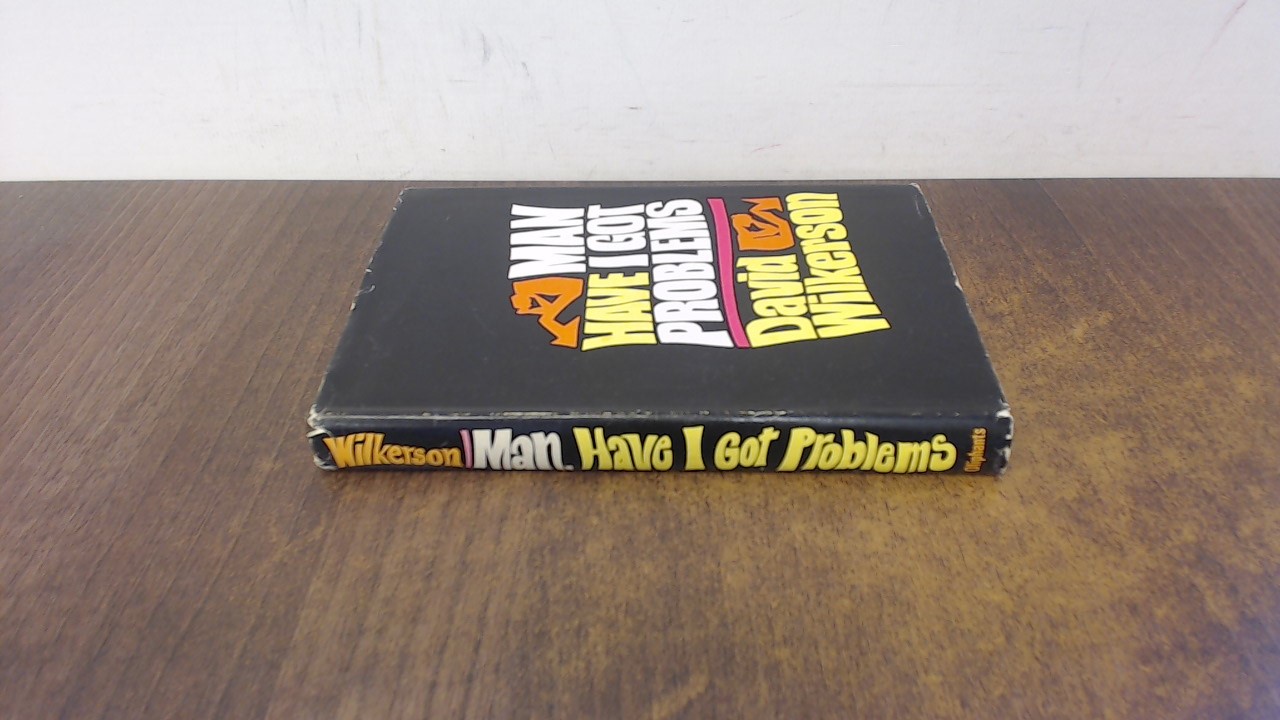 MAN
HAVE I GOT
PROBLEMS
David
Wilkerson
Wilkerson Man, Have I Got Problems Oliphants